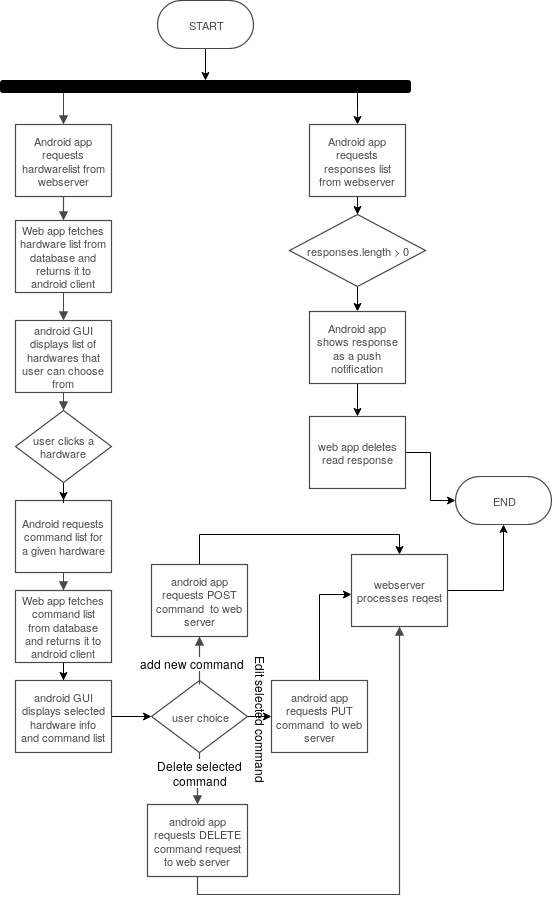 START
Android app
requests
hardwarelist from
webserver
Web app fetches
hardware list from
database and
returns it to
android client
android GUI
displays list of
hardwares that
user can choose
from
user clicks a
hardware
Android requests
command list for
a given hardware
Web app fetches
command list
from database
and returns it to
android client
android GUI
displays selected
hardware info
and command list
Android app
requests
responses list
from webserver
responses.length > 0
Android app
shows response
as a push
notification
web app deletes
read response
END
android app
requests POST
command to web
server
add new command
user choice
Edit selected command
android app
requests PUT
command to web
server
webserver
processes reqest
Delete selected
command
android app
requests DELETE
command request
to web server